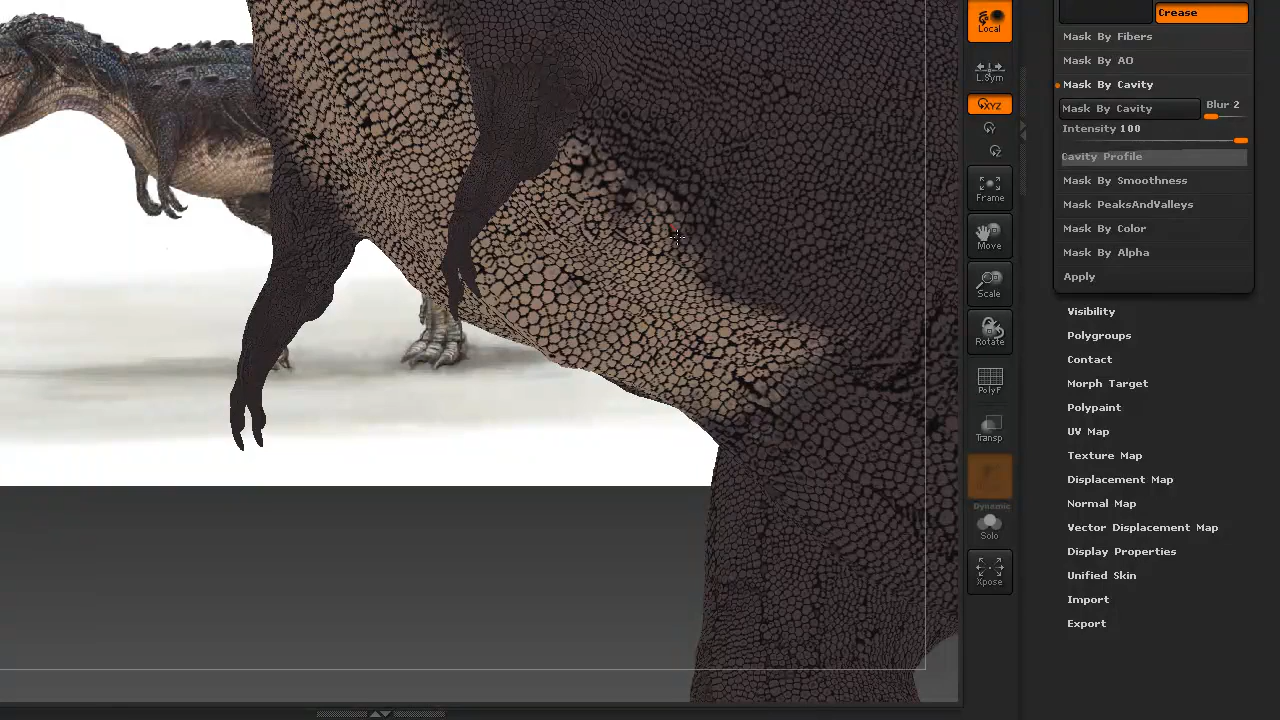 Local
L.Sym
XYZ
Frame
Move
Scale
Rotate
PolyF
Transp
Dynamic
Solo
Xpose
Crease
Mask By Fibers
Mask By AO
Mask By Cavity
Mask By Cavity Blur 2
Intensity 100
Cavity Profile
Mask By Smoothness
Mask PeaksAndValleys
Mask By Color
Mask By Alpha
Apply
Visibility
Polygroups
Contact
Morph Target
Polypaint
UV Map
Texture Map
Displacement Map
Normal Map
Vector Displacement Map
Display Properties
Unified Skin
Import
Export